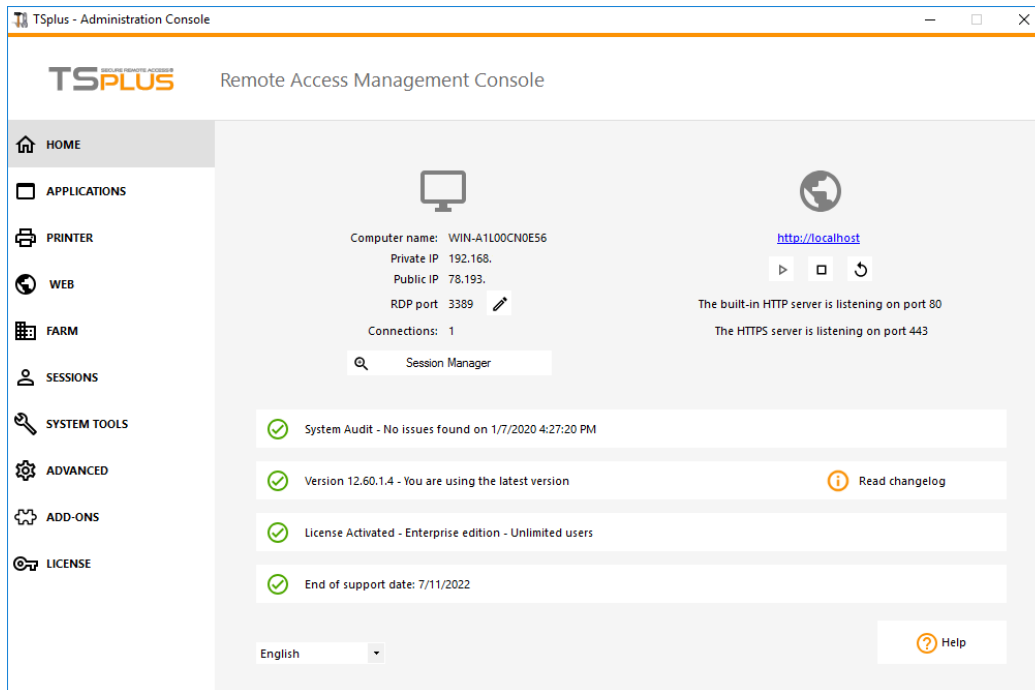 TSplus - Administration Console
TSPLUS
SECURE REMOTE ACCESS®
Remote Access Management Console
HOME
APPLICATIONS
PRINTER
WEB
FARM
SESSIONS
SYSTEM TOOLS
ADVANCED
ADD-ONS
LICENSE
Computer name: WIN-A1L00CN0E56
Private IP 192.168.
Public IP 78.193.
RDP port 3389
Connections: 1
Session Manager
http://localhost
The built-in HTTP server is listening on port 80
The HTTPS server is listening on port 443
System Audit - No issues found on 1/7/2020 4:27:20 PM
Version 12.60.1.4 - You are using the latest version
Read changelog
License Activated - Enterprise edition - Unlimited users
End of support date: 7/11/2022
English
Help